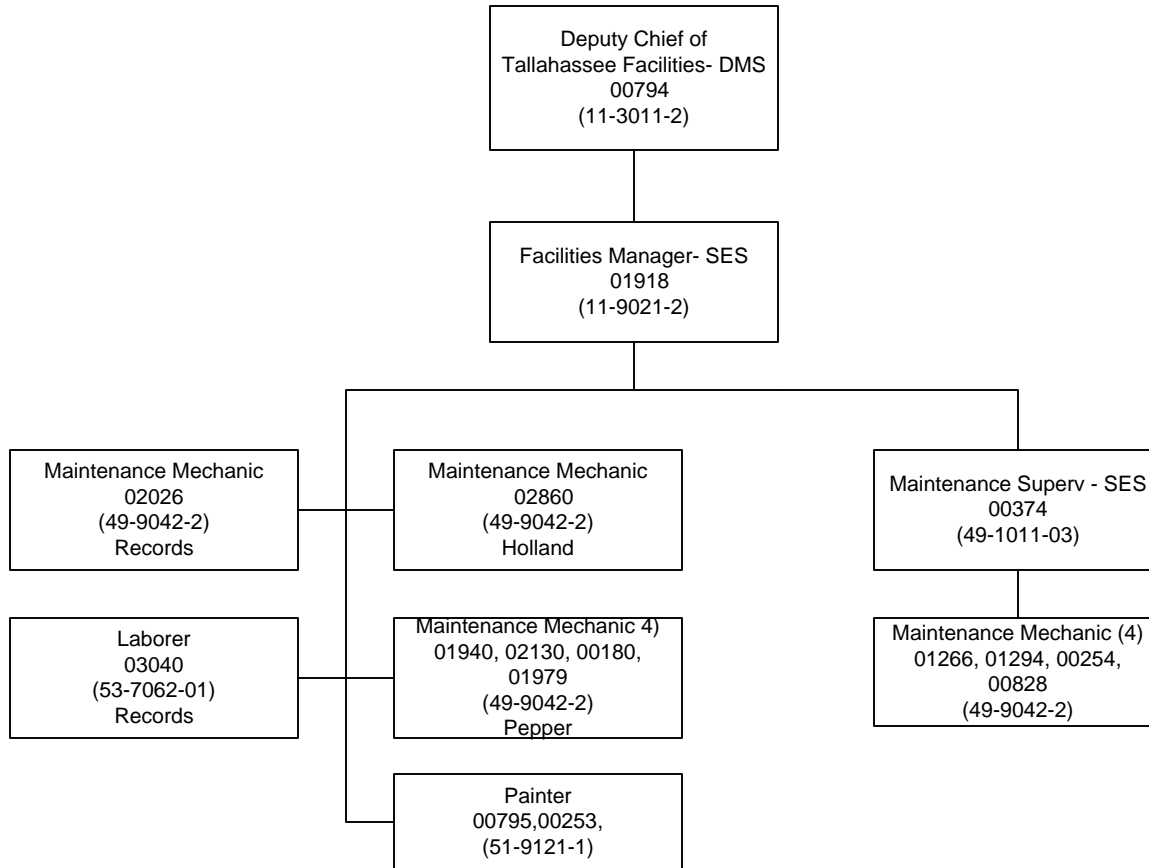 Deputy Chief of
Tallahassee Facilities- DMS
00794
(11-3011-2)
Facilities Manager- SES
01918
(11-9021-2)
Maintenance Mechanic
02026
(49-9042-2)
Records
Maintenance Mechanic
02860
(49-9042-2)
Holland
Maintenance Superv - SES
00374
(49-1011-03)
Laborer
03040
(53-7062-01)
Records
Maintenance Mechanic 4)
01940, 02130, 00180,
01979
(49-9042-2)
Pepper
Maintenance Mechanic (4)
01266, 01294, 00254,
00828
(49-9042-2)
Painter
00795,00253,
(51-9121-1)